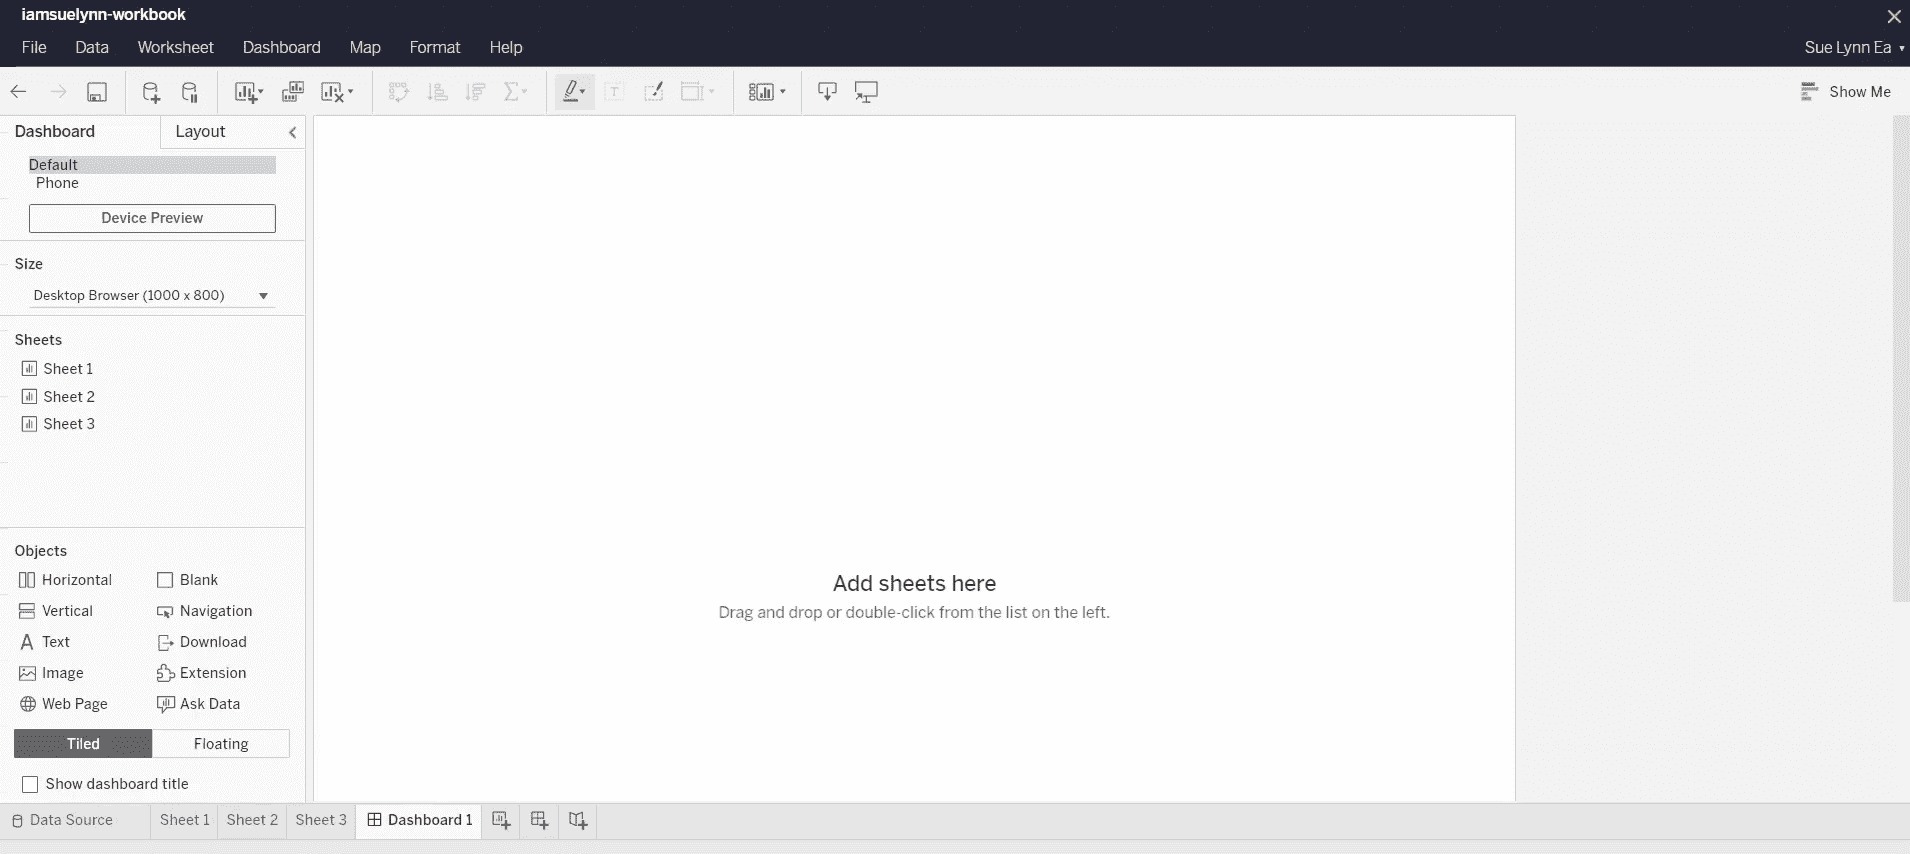 iamsuelynn-workbook
File Data Worksheet Dashboard Map Format Help
Sue Lynn Ea
Show Me
Dashboard Layout
Default
Phone
Device Preview
Size
Desktop Browser (1000 x 800)
Sheets
Sheet 1
Sheet 2
Sheet 3
Objects
Horizontal Blank
Vertical Navigation
Text Download
Image Extension
Web Page Ask Data
Tiled Floating
Show dashboard title
Add sheets here
Drag and drop or double-click from the list on the left.
Data Source Sheet 1 Sheet 2 Sheet 3 Dashboard 1